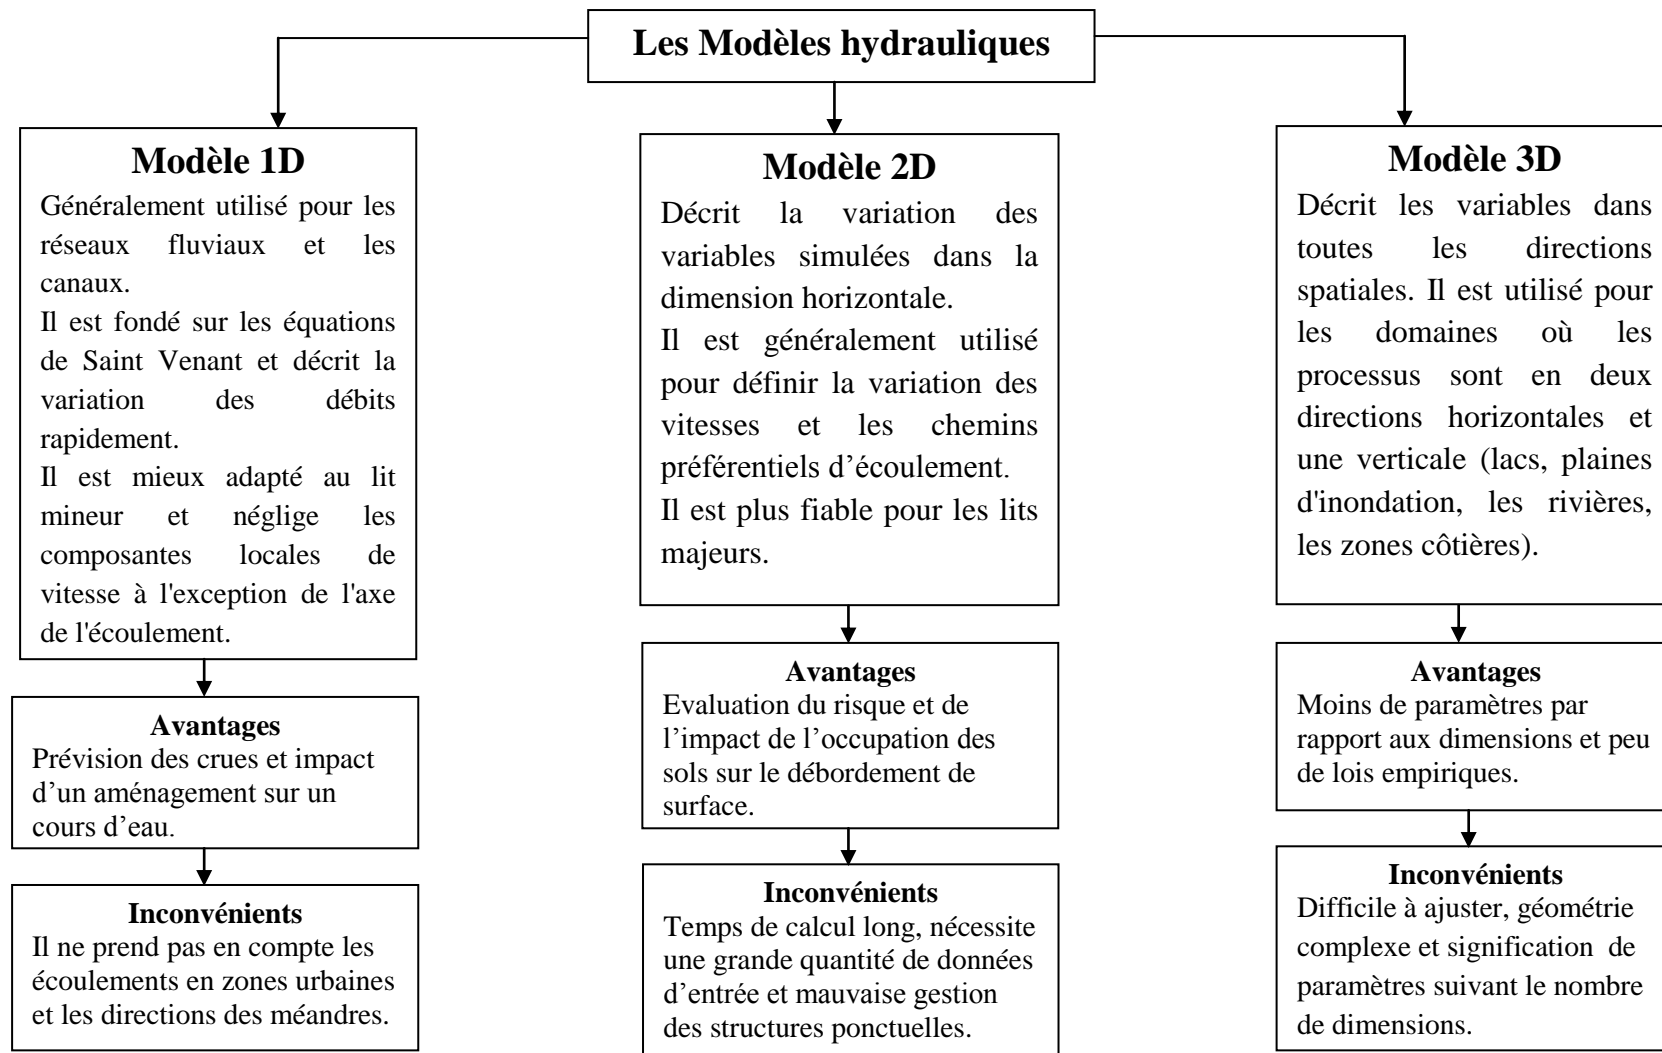 Les Modèles hydrauliques
Modèle 1D
Généralement utilisé pour les
réseaux fluviaux et les
canaux.
Il est fondé sur les équations
de Saint Venant et décrit la
variation des débits
rapidement.
Il est mieux adapté au lit
mineur et néglige les
composantes locales de
vitesse à l'exception de l'axe
de l'écoulement.
Avantages
Prévision des crues et impact
d’un aménagement sur un
cours d’eau.
Inconvénients
Il ne prend pas en compte les
écoulements en zones urbaines
et les directions des méandres.
Modèle 2D
Décrit la variation des
variables simulées dans la
dimension horizontale.
Il est généralement utilisé
pour définir la variation des
vitesses et les chemins
préférentiels d’écoulement.
Il est plus fiable pour les lits
majeurs.
Avantages
Evaluation du risque et de
l’impact de l’occupation des
sols sur le débordement de
surface.
Inconvénients
Temps de calcul long, nécessite
une grande quantité de données
d’entrée et mauvaise gestion
des structures ponctuelles.
Modèle 3D
Décrit les variables dans
toutes les directions
spatiales. Il est utilisé pour
les domaines où les
processus sont en deux
directions horizontales et
une verticale (lacs, plaines
d'inondation, les rivières,
les zones côtières).
Avantages
Moins de paramètres par
rapport aux dimensions et peu
de lois empiriques.
Inconvénients
Difficile à ajuster, géométrie
complexe et signification de
paramètres suivant le nombre
de dimensions.